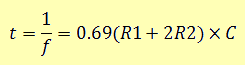 t = 1/f = 0.69(R1 + 2R2) × C